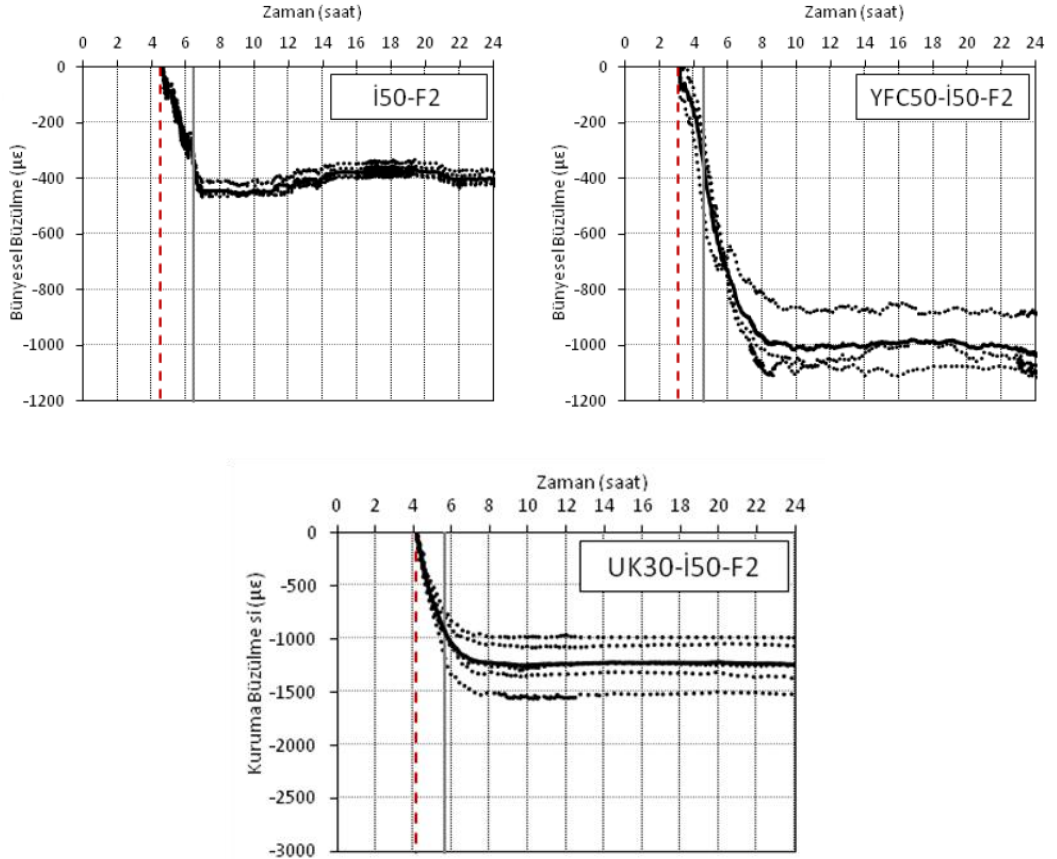 Zaman (saat)
0 2 4 6 8 10 12 14 16 18 20 22 24
Bünyesel Büzülme (με)
0
-200
-400
-600
-800
-1000
-1200
İ50-F2
Zaman (saat)
0 2 4 6 8 10 12 14 16 18 20 22 24
Bünyesel Büzülme (με)
0
-200
-400
-600
-800
-1000
-1200
YFC50-İ50-F2
Zaman (saat)
0 2 4 6 8 10 12 14 16 18 20 22 24
Kuruma Büzülme si (με)
0
-500
-1000
-1500
-2000
-2500
-3000
UK30-İ50-F2